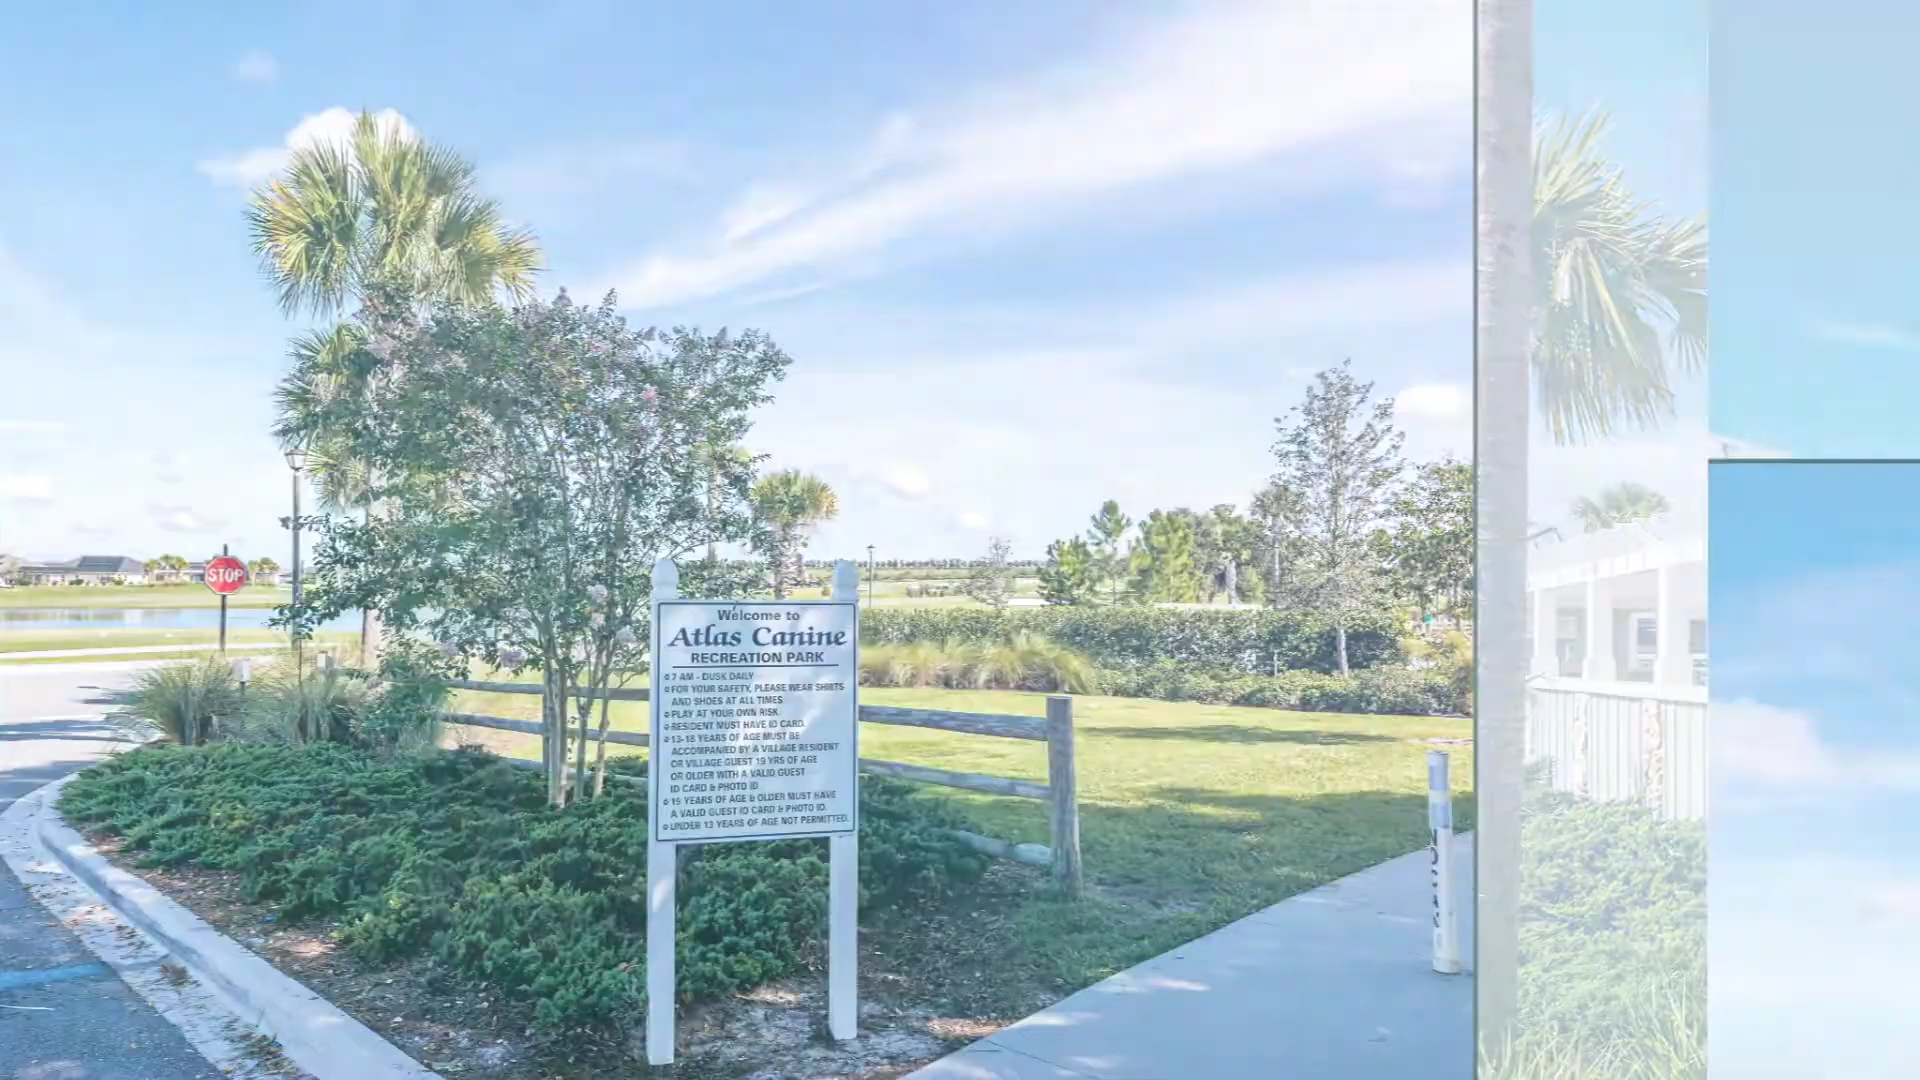 STOP
Welcome to
Atlas Canine
RECREATION PARK
7 AM - DUSK DAILY
FOR YOUR SAFETY, PLEASE WEAR SHIRTS
AND SHOES AT ALL TIMES
PLAY AT YOUR OWN RISK.
RESIDENT MUST HAVE ID CARD.
13-18 YEARS OF AGE MUST BE
ACCOMPANIED BY A VILLAGE RESIDENT
OR VILLAGE GUEST 19 YRS OF AGE
OR OLDER WITH A VALID GUEST
ID CARD & PHOTO ID
19 YEARS OF AGE & OLDER MUST HAVE
A VALID GUEST ID CARD & PHOTO ID.
UNDER 13 YEARS OF AGE NOT PERMITTED.